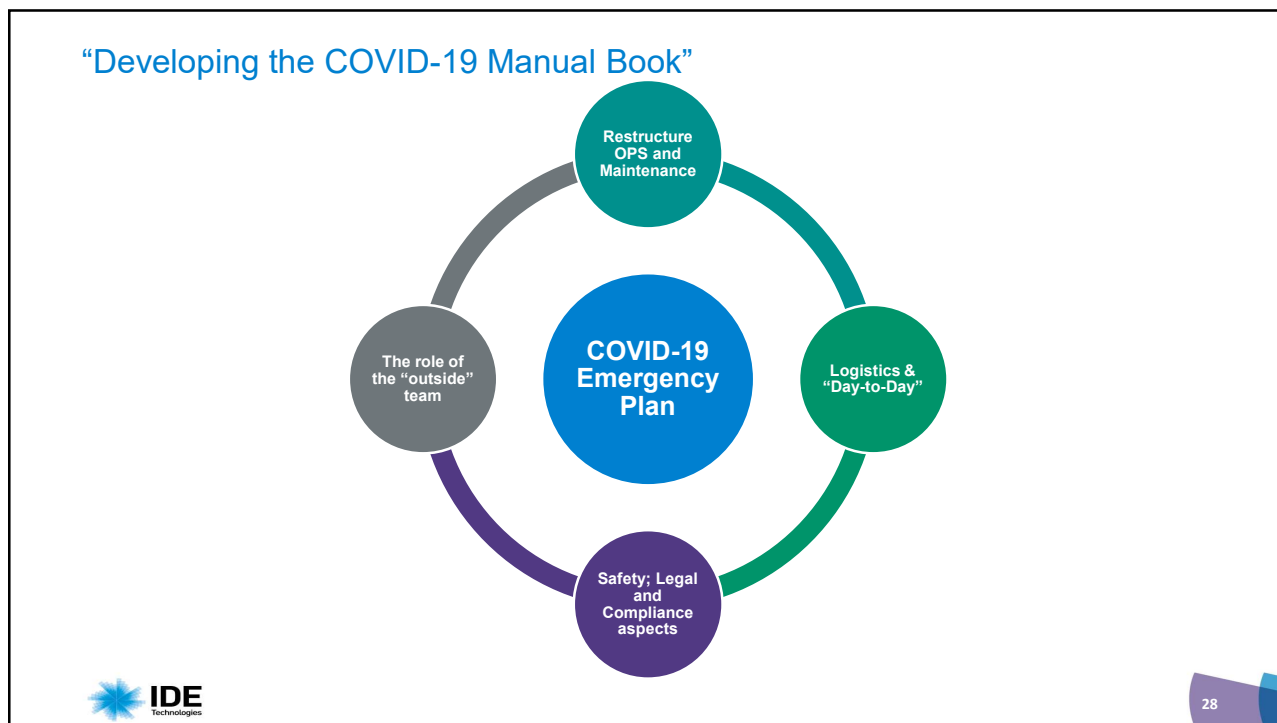 “Developing the COVID-19 Manual Book”
Restructure
OPS and
Maintenance
The role of
the “outside”
team
COVID-19
Emergency
Plan
Logistics &
“Day-to-Day”
Safety; Legal
and
Compliance
aspects
IDE
Technologies
28